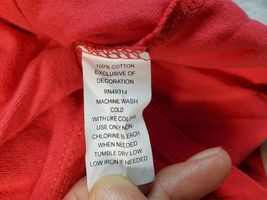 100% COTTON
EXCLUSIVE OF
DECORATION
RN49314
MACHINE WASH
COLD
WITH LIKE COLORS
USE ONLY NON-
CHLORINE BLEACH
WHEN NEEDED
TUMBLE DRY LOW
LOW IRON IF NEEDED